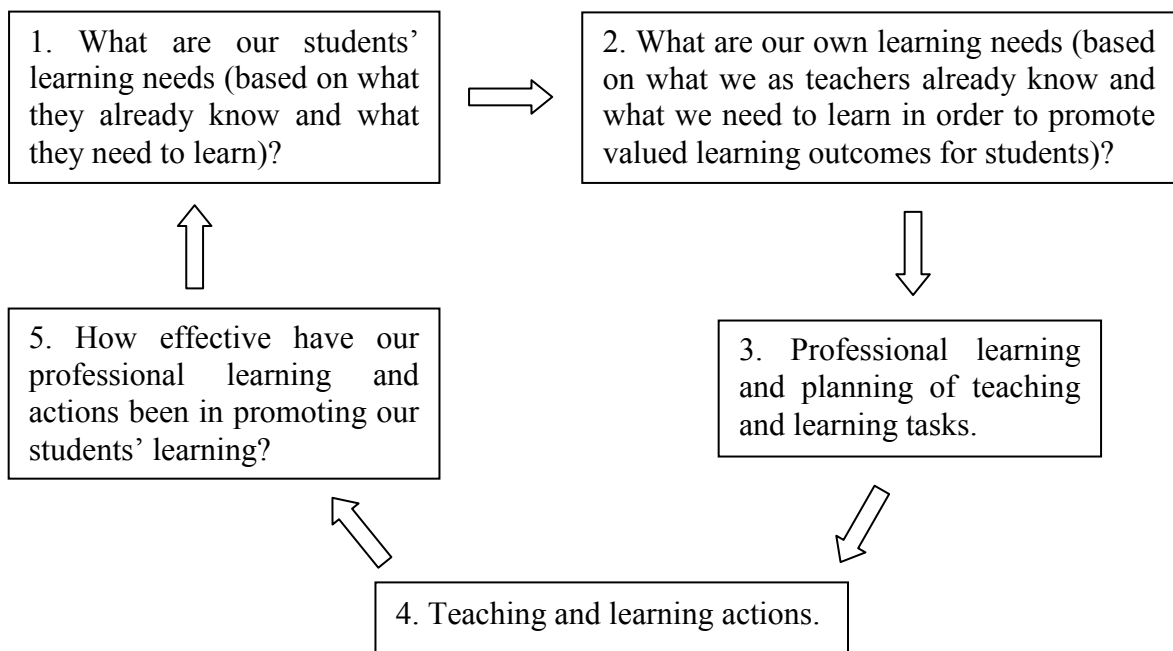 1. What are our students’
learning needs (based on what
they already know and what
they need to learn)?
2. What are our own learning needs (based
on what we as teachers already know and
what we need to learn in order to promote
valued learning outcomes for students)?
3. Professional learning
and planning of teaching
and learning tasks.
4. Teaching and learning actions.
5. How effective have our
professional learning and
actions been in promoting our
students’ learning?